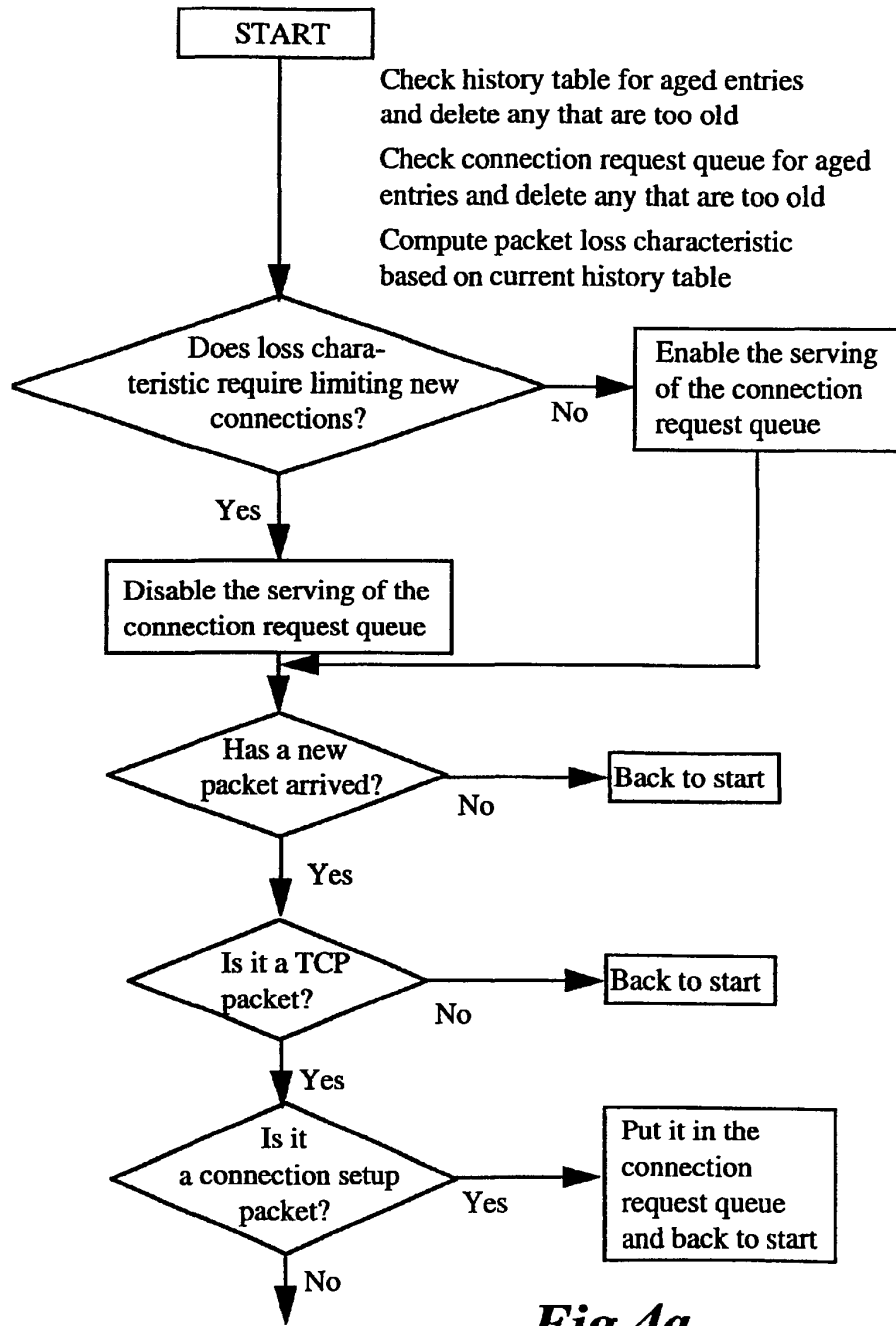 START
Check history table for aged entries
and delete any that are too old
Check connection request queue for aged
entries and delete any that are too old
Compute packet loss characteristic
based on current history table
Does loss chara-
teristic require limiting new
connections?
No
Enable the serving
of the connection
request queue
Yes
Disable the serving of the
connection request queue
Has a new
packet arrived?
No
Back to start
Yes
Is it a TCP
packet?
No
Back to start
Yes
Is it
a connection setup
packet?
Yes
Put it in the
connection
request queue
and back to start
No
Fig 4a